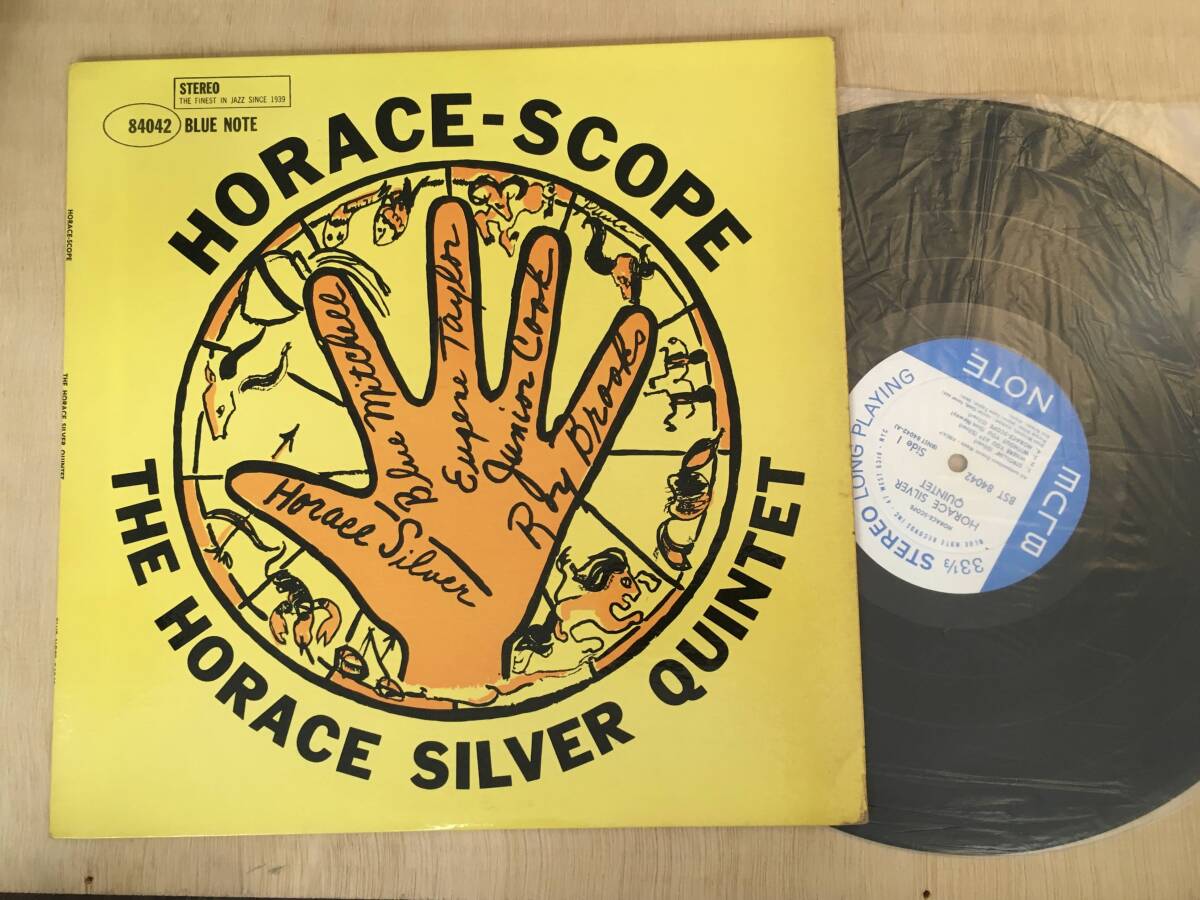 STEREO
THE FINEST IN JAZZ SINCE 1939
84042 BLUE NOTE
HORACE-SCOPE
Horace Silver
Blue Mitchell
Eugene Taylor
Junior Cook
Roy Brooks
THE HORACE SILVER QUINTET
HORACE-SCOPE
THE HORACE SILVER QUINTET
BLUE NOTE
33 1/3 STEREO LONG PLAYING
Side 1
BST 84042
HORACE SILVER
QUINTET
HORACE-SCOPE